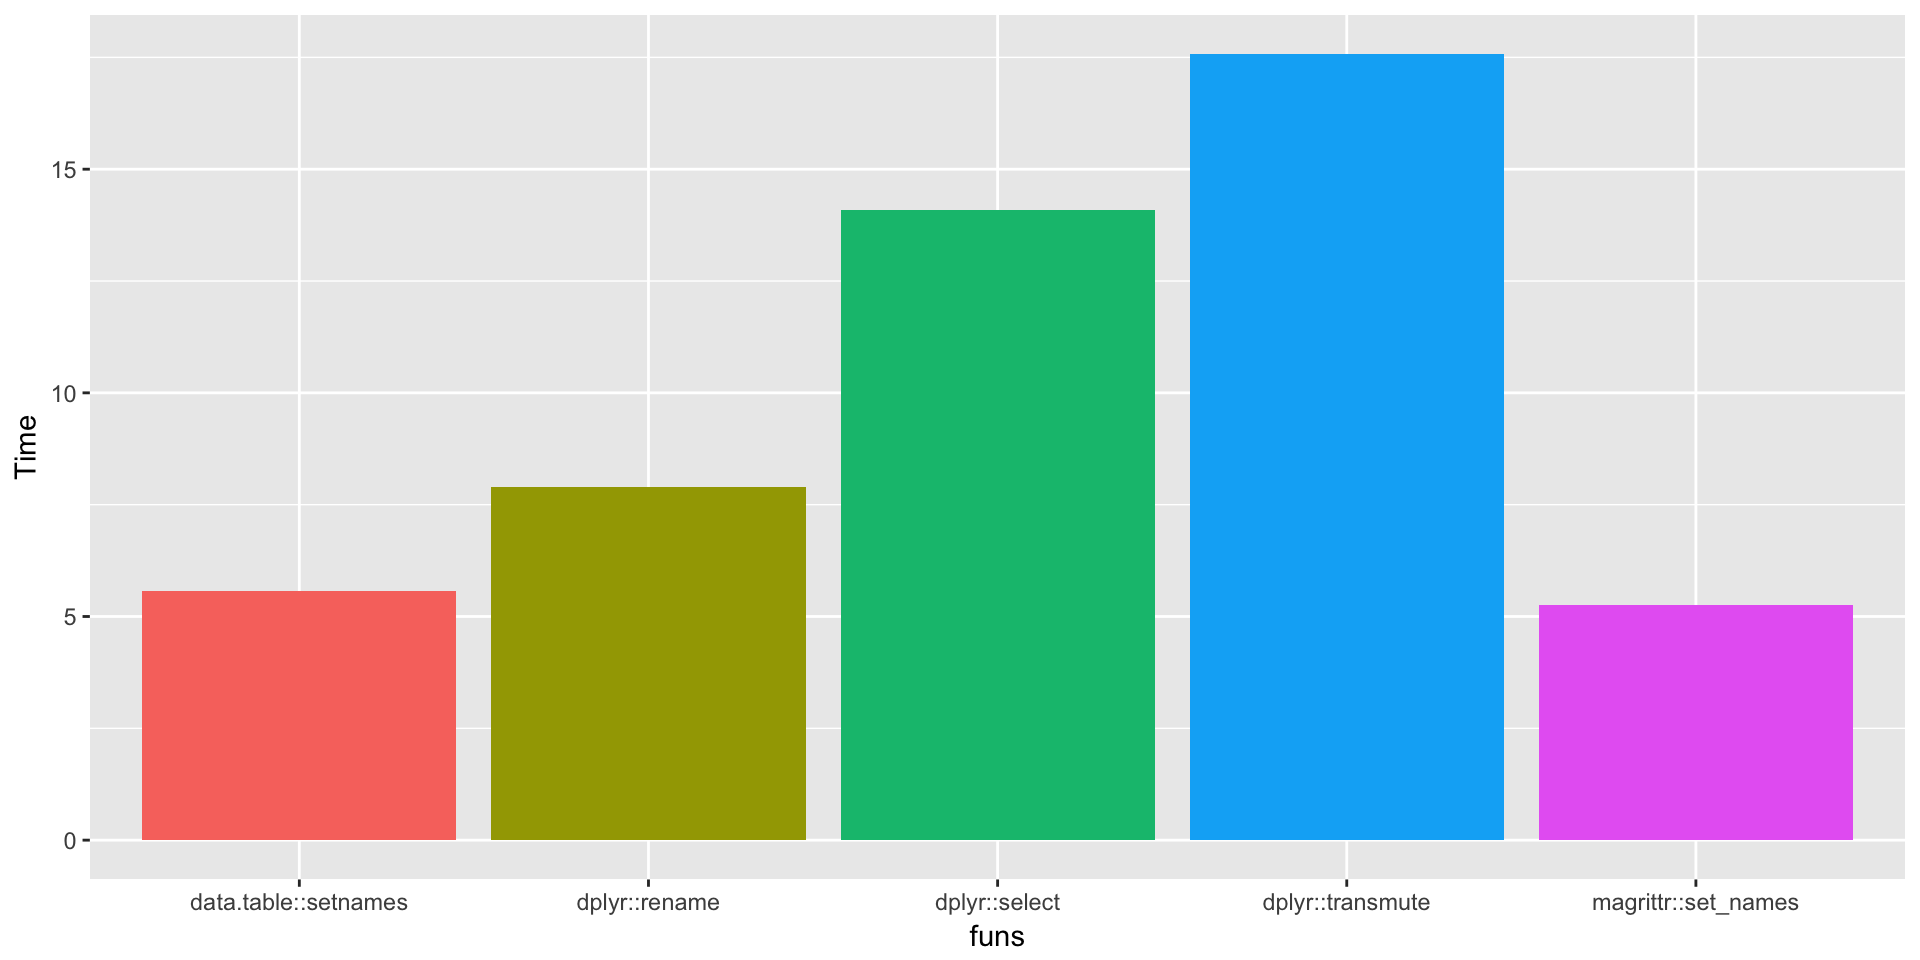 Time
15
10
5
0
data.table::setnames dplyr::rename dplyr::select dplyr::transmute magrittr::set_names
funs